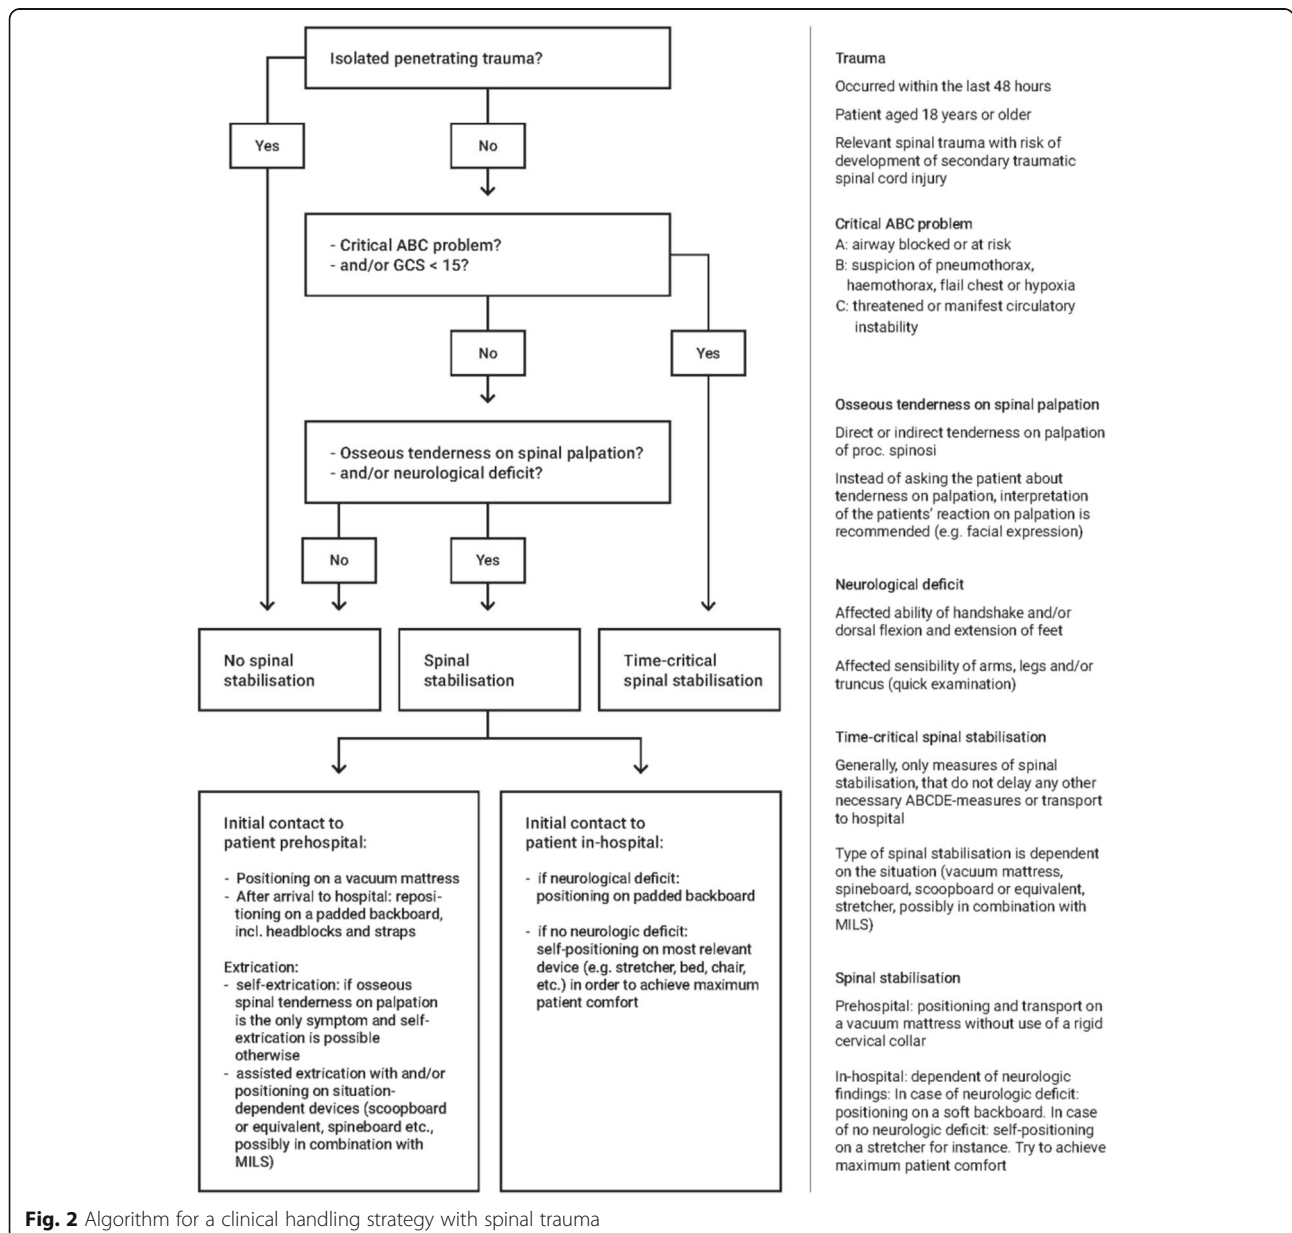 Isolated penetrating trauma?
Yes
No
- Critical ABC problem?
- and/or GCS < 15?
No
Yes
- Osseous tenderness on spinal palpation?
- and/or neurological deficit?
No
Yes
No spinal
stabilisation
Spinal
stabilisation
Time-critical
spinal stabilisation
Initial contact to
patient prehospital:
- Positioning on a vacuum mattress
- After arrival to hospital: reposi-
tioning on a padded backboard,
incl. headblocks and straps
Extrication:
- self-extrication: if osseous
spinal tenderness on palpation
is the only symptom and self-
extrication is possible
otherwise
- assisted extrication with and/or
positioning on situation-
dependent devices (scoopboard
or equivalent, spineboard etc.,
possibly in combination with
MILS)
Initial contact to
patient in-hospital:
- if neurological deficit:
positioning on padded backboard
- if no neurologic deficit:
self-positioning on most relevant
device (e.g. stretcher, bed, chair,
etc.) in order to achieve maximum
patient comfort
Trauma
Occurred within the last 48 hours
Patient aged 18 years or older
Relevant spinal trauma with risk of
development of secondary traumatic
spinal cord injury
Critical ABC problem
A: airway blocked or at risk
B: suspicion of pneumothorax,
haemothorax, flail chest or hypoxia
C: threatened or manifest circulatory
instability
Osseous tenderness on spinal palpation
Direct or indirect tenderness on palpation
of proc. spinosi
Instead of asking the patient about
tenderness on palpation, interpretation
of the patients' reaction on palpation is
recommended (e.g. facial expression)
Neurological deficit
Affected ability of handshake and/or
dorsal flexion and extension of feet
Affected sensibility of arms, legs and/or
truncus (quick examination)
Time-critical spinal stabilisation
Generally, only measures of spinal
stabilisation, that do not delay any other
necessary ABCDE-measures or transport
to hospital
Type of spinal stabilisation is dependent
on the situation (vacuum mattress,
spineboard, scoopboard or equivalent,
stretcher, possibly in combination with
MILS)
Spinal stabilisation
Prehospital: positioning and transport on
a vacuum mattress without use of a rigid
cervical collar
In-hospital: dependent of neurologic
findings: In case of neurologic deficit:
positioning on a soft backboard. In case
of no neurologic deficit: self-positioning
on a stretcher for instance. Try to achieve
maximum patient comfort
Fig. 2 Algorithm for a clinical handling strategy with spinal trauma